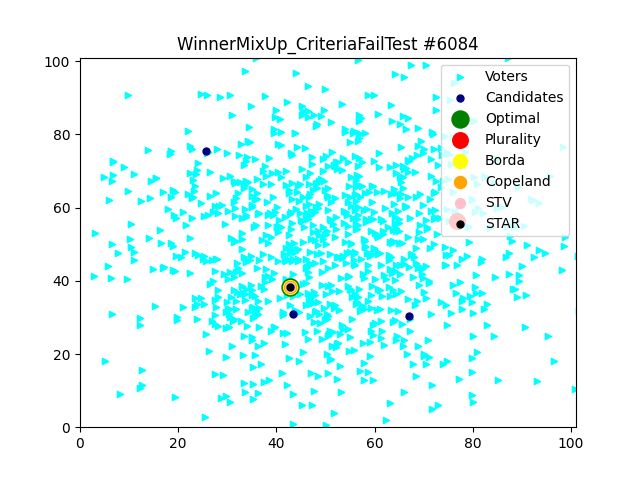 WinnerMixUp_CriteriaFailTest #6084
100
80
60
40
20
0
0
20
40
60
80
100
Voters
Candidates
Optimal
Plurality
Borda
Copeland
STV
STAR